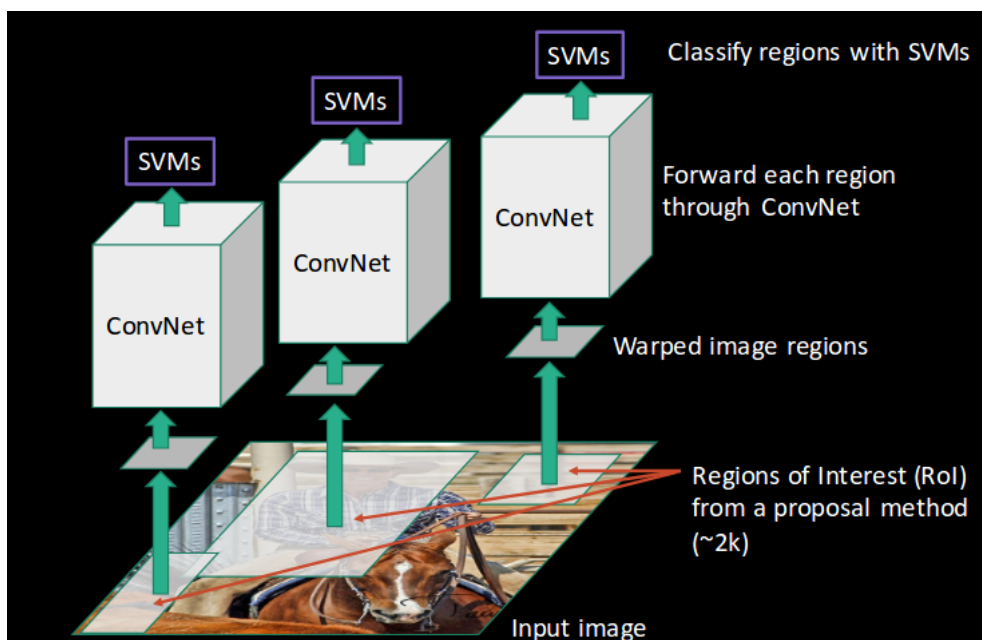 SVMs
Classify regions with SVMs
SVMs
SVMs
Forward each region
through ConvNet
ConvNet
ConvNet
ConvNet
Warped image regions
Regions of Interest (RoI)
from a proposal method
(~2k)
Input image